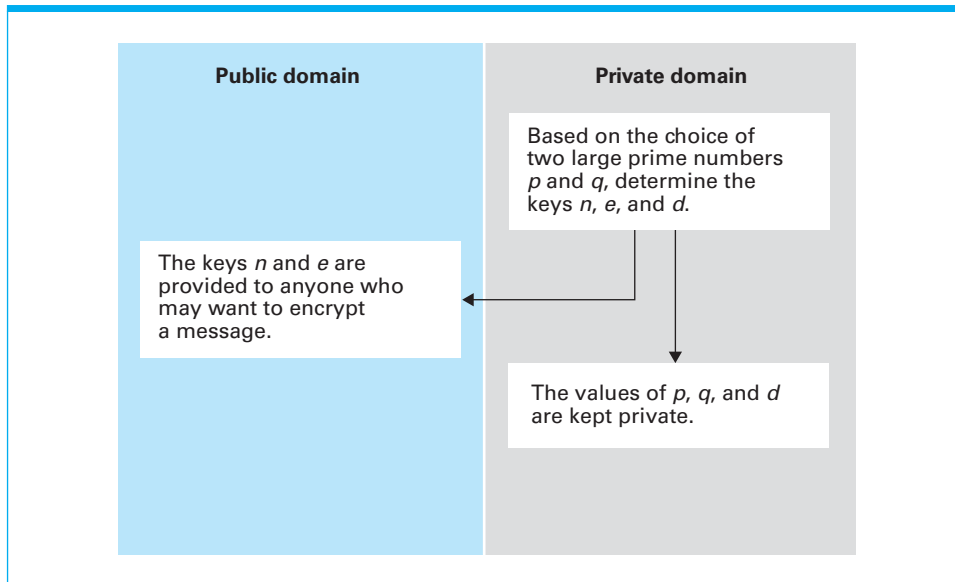 Public domain
Private domain
Based on the choice of
two large prime numbers
p and q, determine the
keys n, e, and d.
The keys n and e are
provided to anyone who
may want to encrypt
a message.
The values of p, q, and d
are kept private.